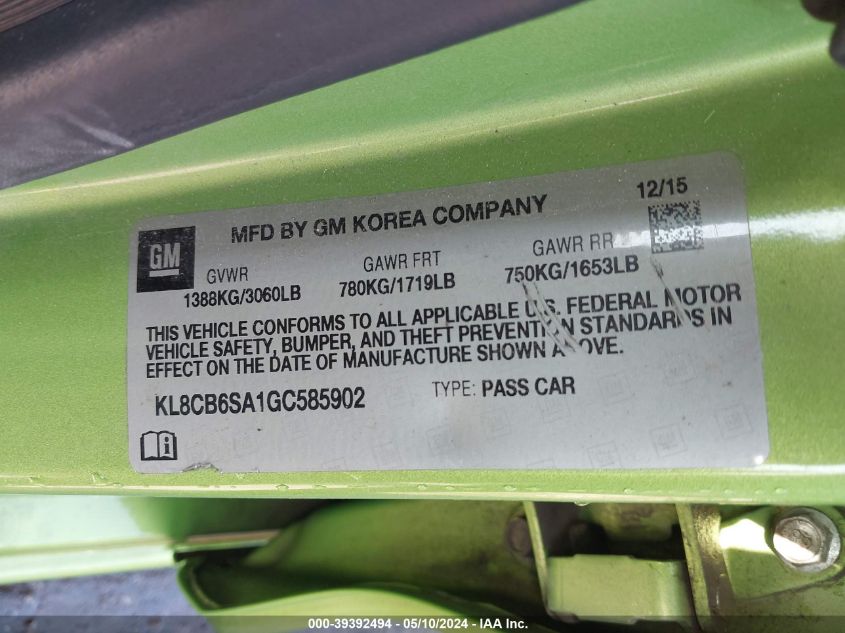 MFD BY GM KOREA COMPANY
12/15
GM
GVWR
GAWR FRT
GAWR RR
1388KG/3060LB
780KG/1719LB
750KG/1653LB
THIS VEHICLE CONFORMS TO ALL APPLICABLE U.S. FEDERAL MOTOR
VEHICLE SAFETY, BUMPER, AND THEFT PREVENTION STANDARDS IN
EFFECT ON THE DATE OF MANUFACTURE SHOWN ABOVE.
KL8CB6SA1GC585902
TYPE: PASS CAR
000-39392494 - 05/10/2024 - IAA, Inc.